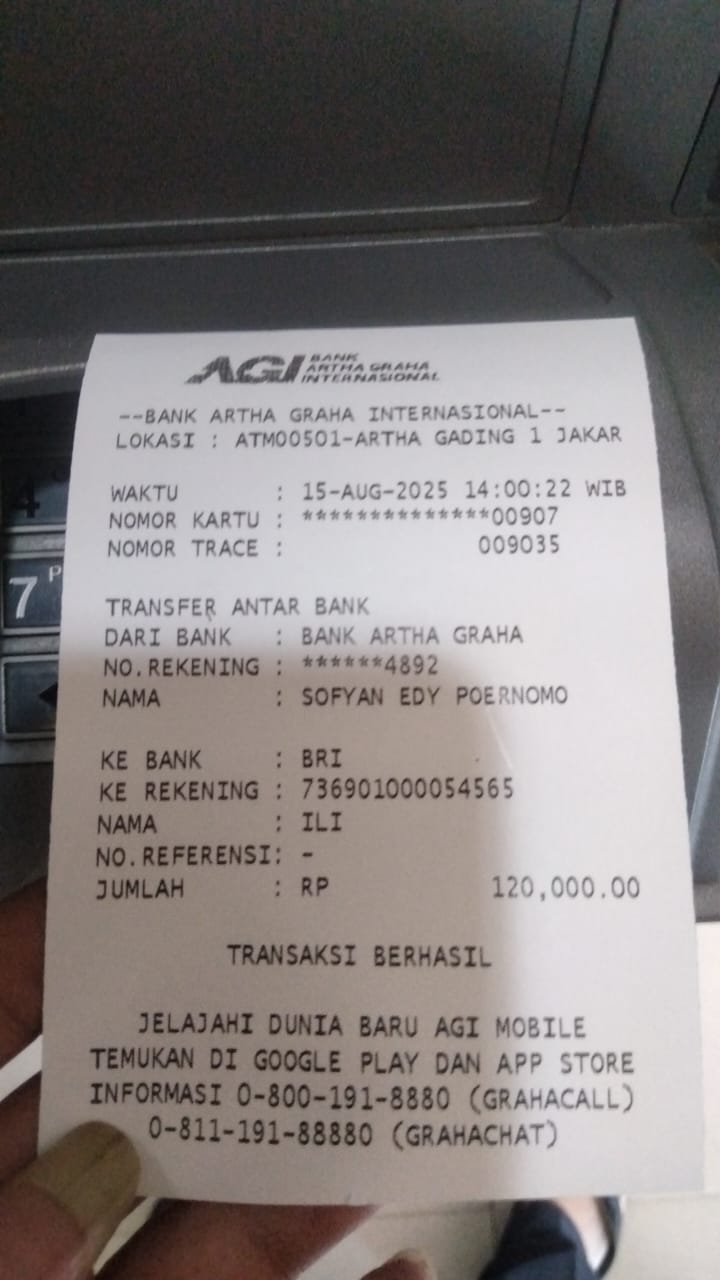 AGI BANK
ARTHA GRAHA
INTERNASIONAL
--BANK ARTHA GRAHA INTERNASIONAL--
LOKASI : ATM00501-ARTHA GADING 1 JAKAR
WAKTU : 15-AUG-2025 14:00:22 WIB
NOMOR KARTU : **************00907
NOMOR TRACE : 009035
TRANSFER ANTAR BANK
DARI BANK : BANK ARTHA GRAHA
NO.REKENING : ******4892
NAMA : SOFYAN EDY POERNOMO
KE BANK : BRI
KE REKENING : 736901000054565
NAMA : ILI
NO.REFERENSI: -
JUMLAH : RP 120,000.00
TRANSAKSI BERHASIL
JELAJAHI DUNIA BARU AGI MOBILE
TEMUKAN DI GOOGLE PLAY DAN APP STORE
INFORMASI 0-800-191-8880 (GRAHACALL)
0-811-191-88880 (GRAHACHAT)
4
7 P